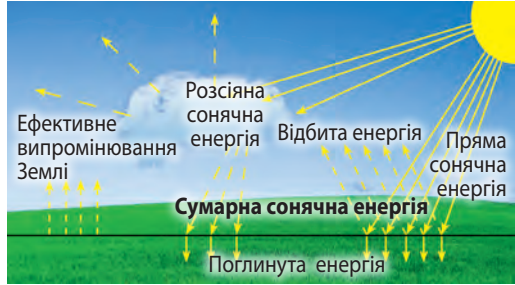 Розсіяна
сонячна
енергія
Ефективне
випромінювання
Землі
Відбита енергія
Пряма
сонячна
енергія
Сумарна сонячна енергія
Поглинута енергія